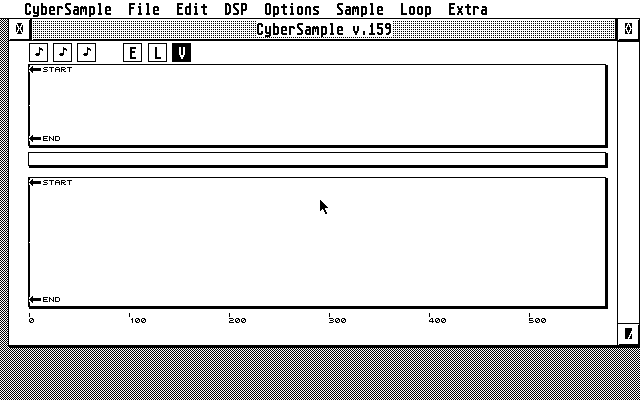 CyberSample File Edit DSP Options Sample Loop Extra
CyberSample v.159
E L V
START
END
START
END
0 100 200 300 400 500